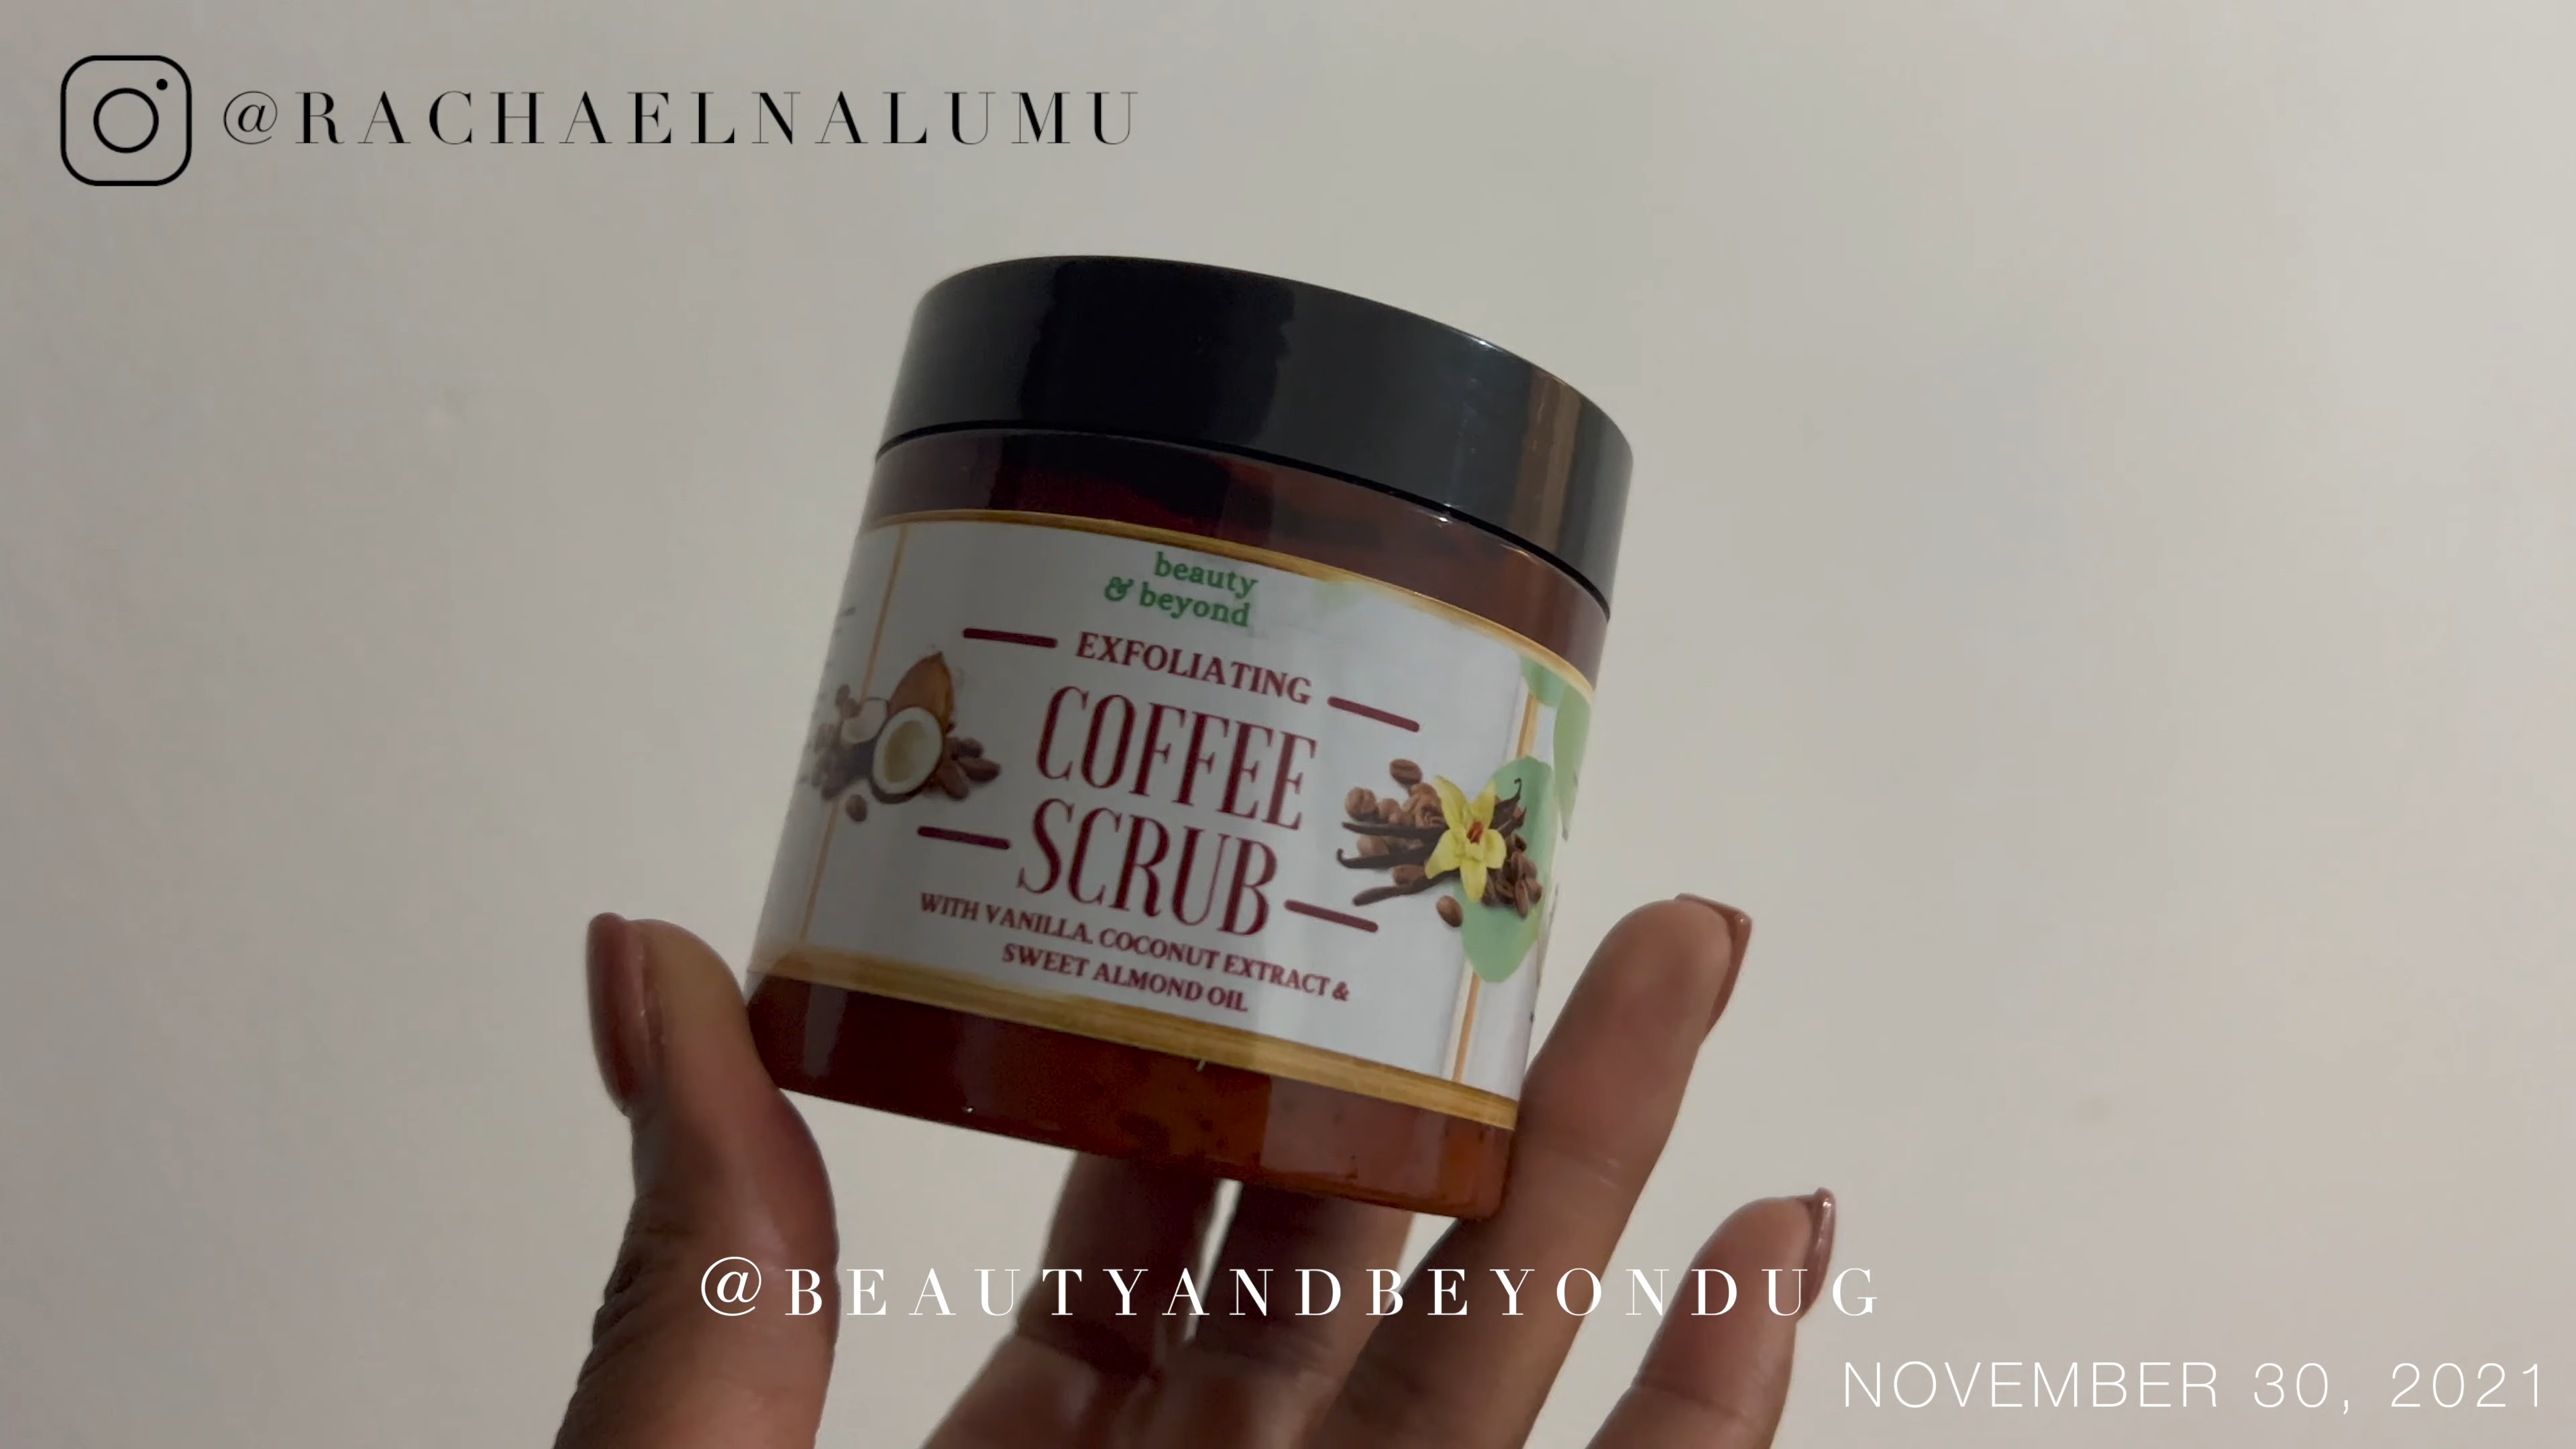 @RACHAELNALUMU
beauty
& beyond
EXFOLIATING
COFFEE
SCRUB
WITH VANILLA, COCONUT EXTRACT &
SWEET ALMOND OIL
@BEAUTYANDBEYONDUG
NOVEMBER 30, 2021